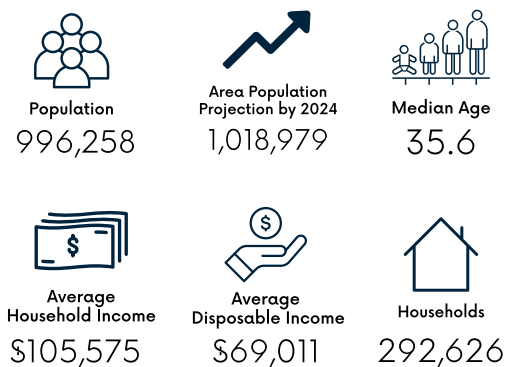 Population
996,258
Area Population
Projection by 2024
1,018,979
Median Age
35.6
$
Average
Household Income
$105,575
$
Average
Disposable Income
$69,011
Households
292,626